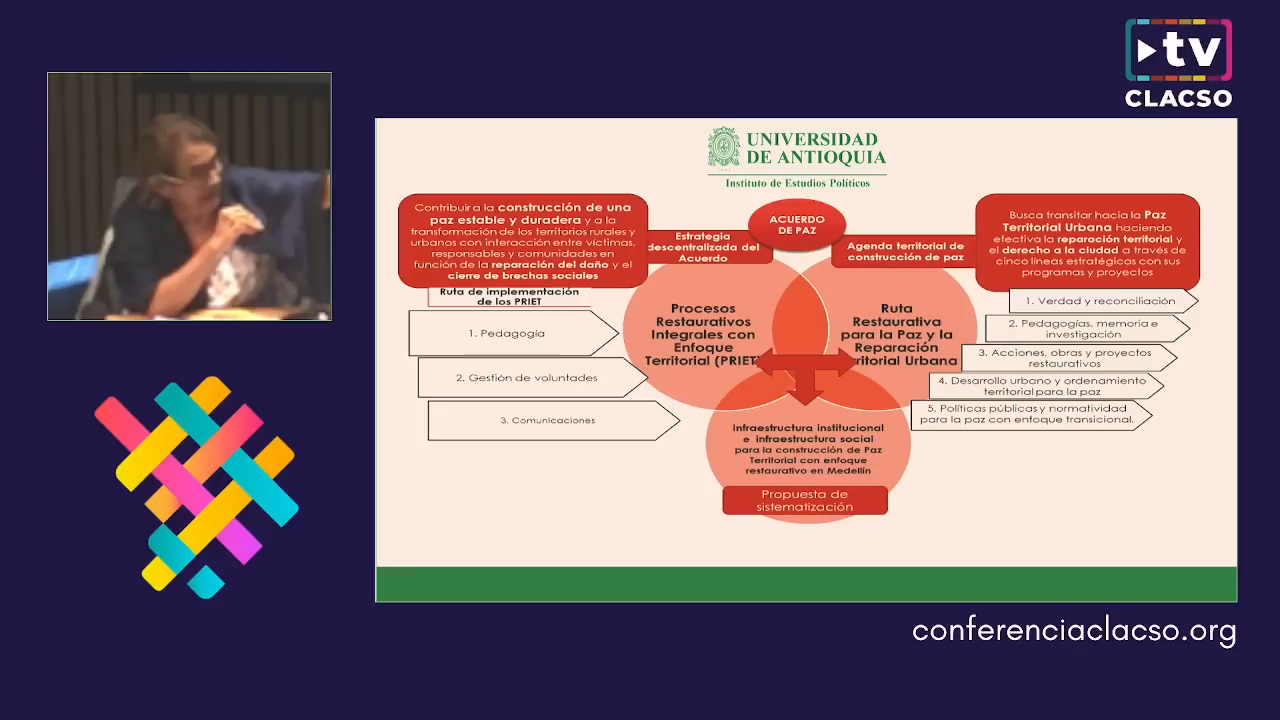 tv
CLACSO
UNIVERSIDAD
DE ANTIOQUIA
Instituto de Estudios Políticos
Contribuir a la construcción de una
paz estable y duradera y a la
transformación de los territorios rurales y
urbanos con interacción entre víctimas,
responsables y comunidades en
función de la reparación del daño y el
cierre de brechas sociales
Ruta de implementación
de los PRIET
1. Pedagogía
2. Gestión de voluntades
3. Comunicaciones
Estrategia
descentralizada del
Acuerdo
ACUERDO
DE PAZ
Agenda territorial de
construcción de paz
Procesos
Restaurativos
Integrales con
Enfoque
Territorial (PRIET)
Ruta
Restaurativa
para la Paz y la
Reparación
Territorial Urbana
Infraestructura institucional
e infraestructura social
para la construcción de Paz
Territorial con enfoque
restaurativo en Medellín
Propuesta de
sistematización
Busca transitar hacia la Paz
Territorial Urbana haciendo
efectiva la reparación territorial y
el derecho a la ciudad a través de
cinco líneas estratégicas con sus
programas y proyectos
1. Verdad y reconciliación
2. Pedagogías, memoria e
investigación
3. Acciones, obras y proyectos
restaurativos
4. Desarrollo urbano y ordenamiento
territorial para la paz
5. Políticas públicas y normatividad
para la paz con enfoque transicional.
conferenciaclacso.org